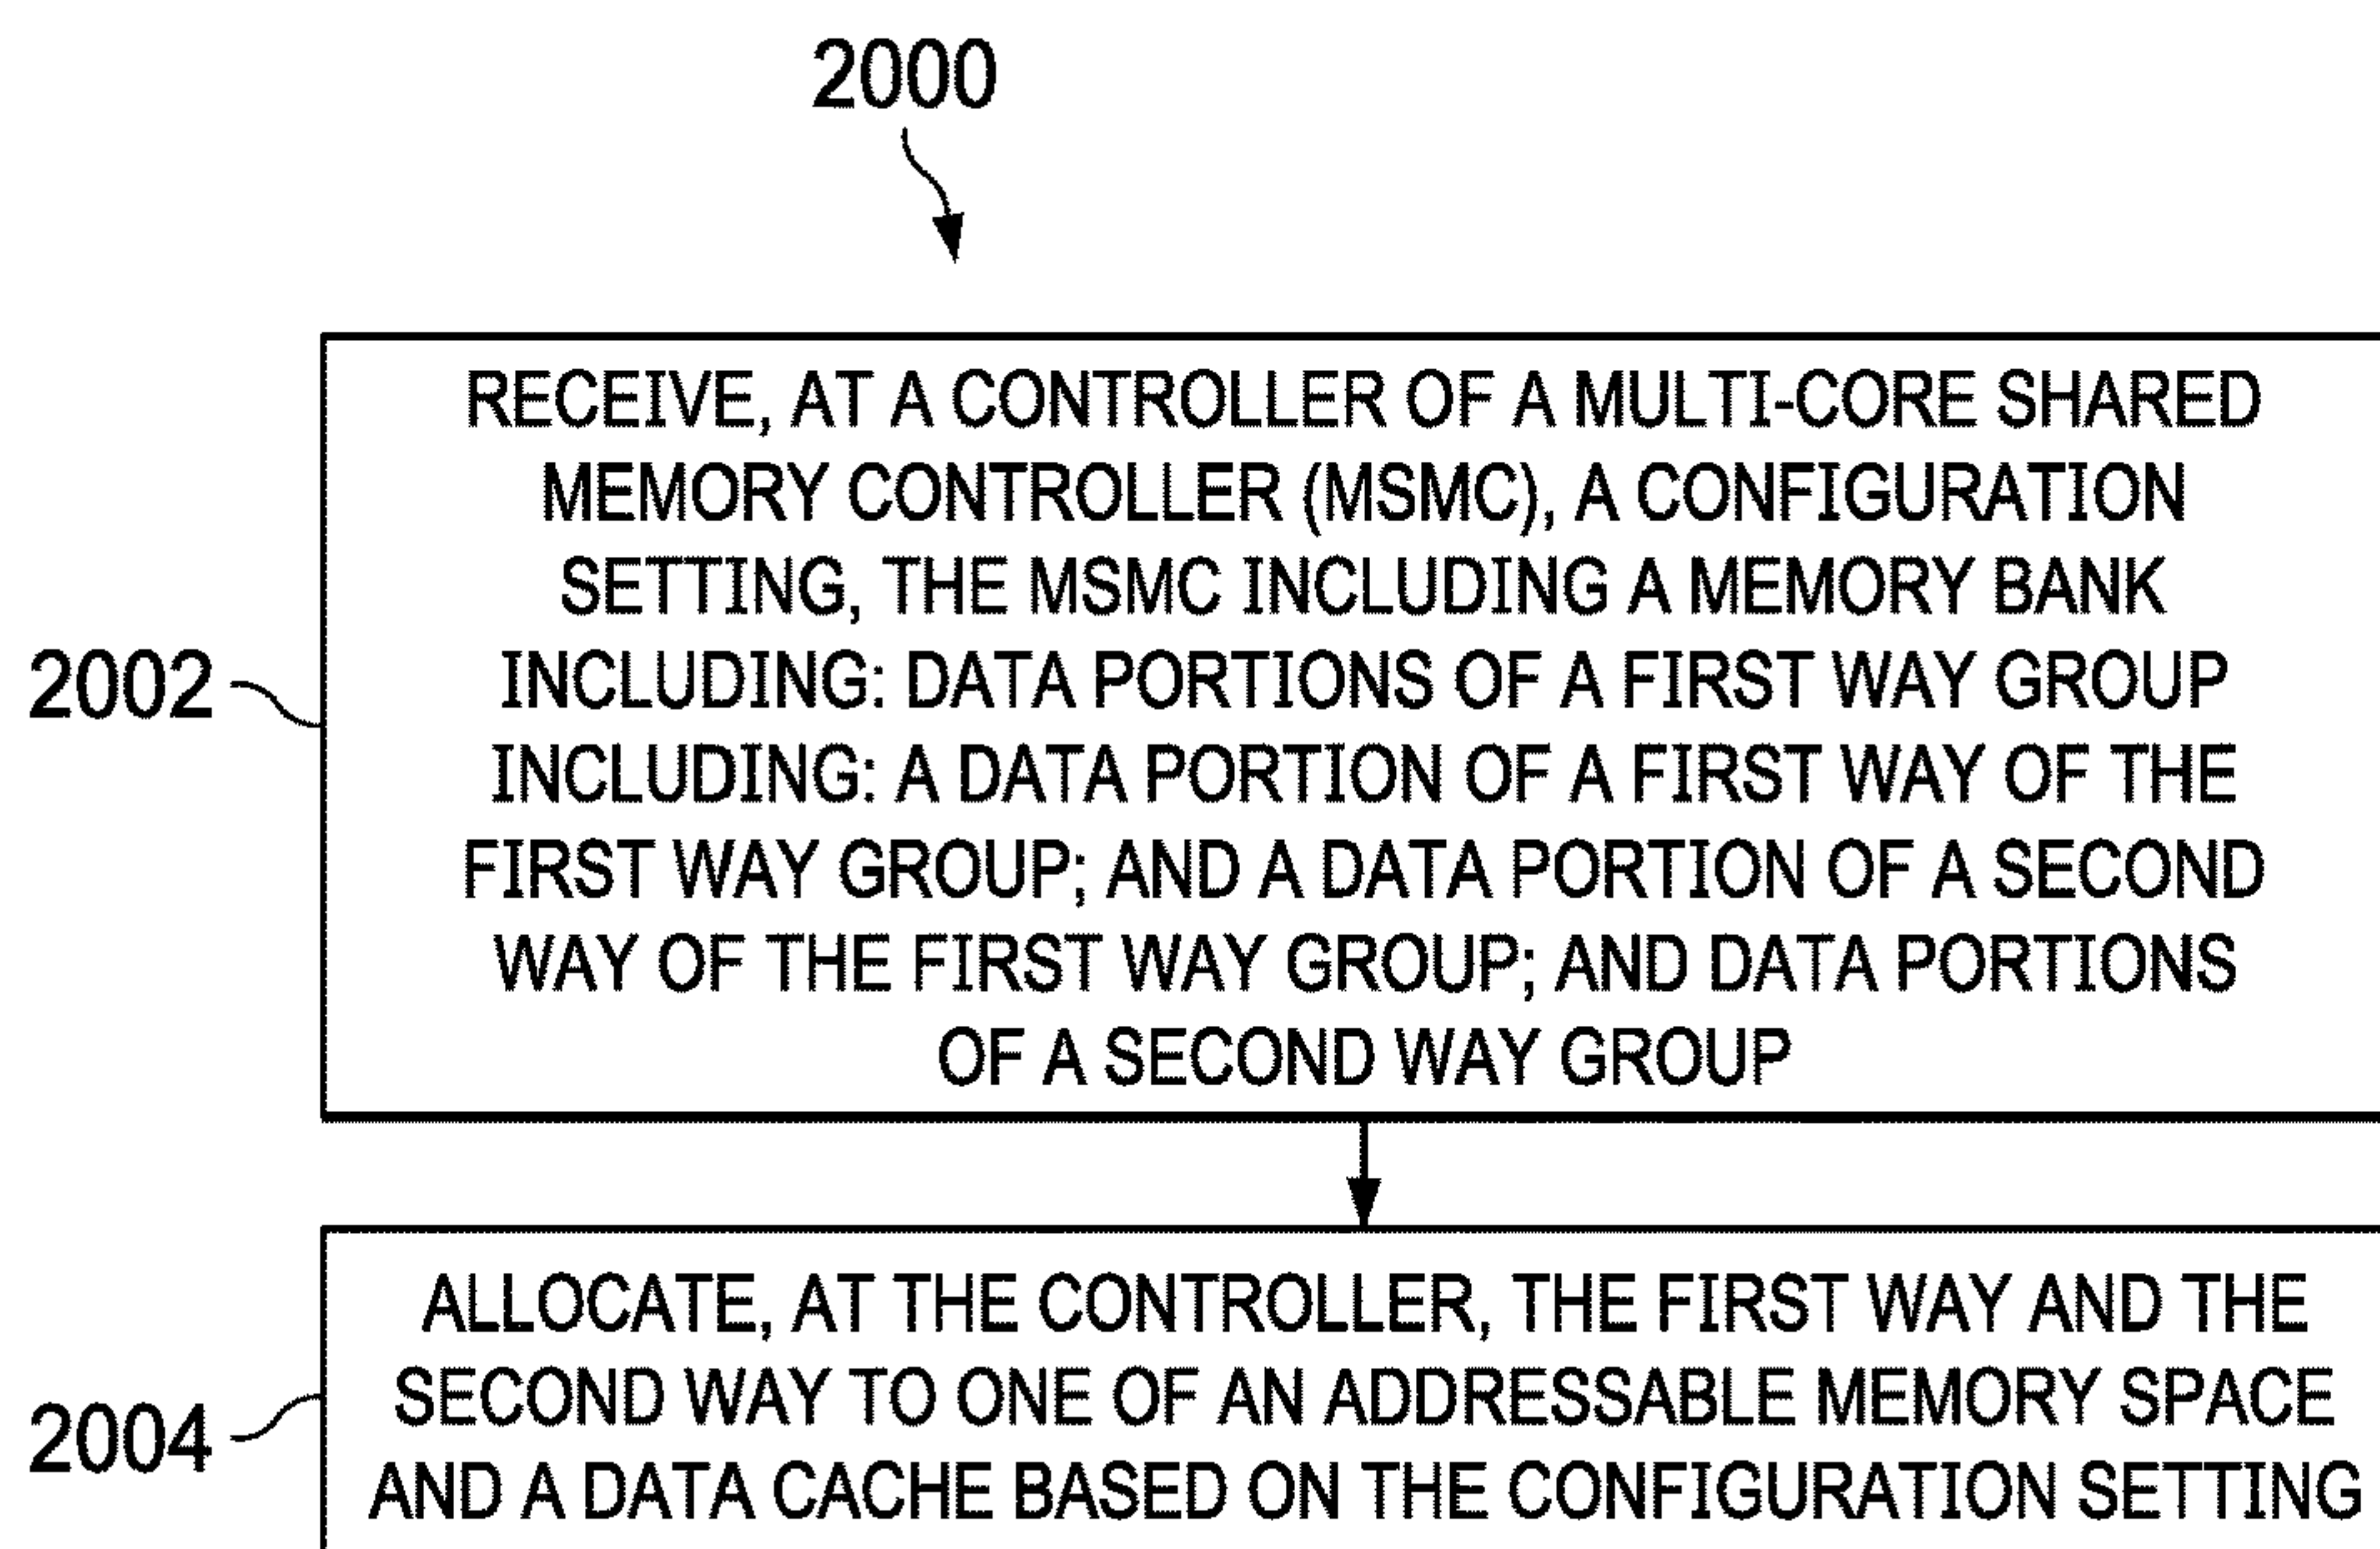 2000
RECEIVE, AT A CONTROLLER OF A MULTI-CORE SHARED
MEMORY CONTROLLER (MSMC), A CONFIGURATION
SETTING, THE MSMC INCLUDING A MEMORY BANK
INCLUDING: DATA PORTIONS OF A FIRST WAY GROUP
INCLUDING: A DATA PORTION OF A FIRST WAY OF THE
FIRST WAY GROUP; AND A DATA PORTION OF A SECOND
WAY OF THE FIRST WAY GROUP; AND DATA PORTIONS
OF A SECOND WAY GROUP
2002
ALLOCATE, AT THE CONTROLLER, THE FIRST WAY AND THE
SECOND WAY TO ONE OF AN ADDRESSABLE MEMORY SPACE
AND A DATA CACHE BASED ON THE CONFIGURATION SETTING
2004